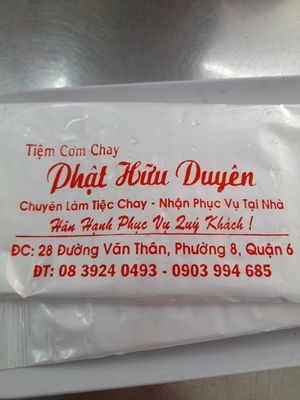 Tiệm Cơm Chay
Phật Hữu Duyên
Chuyên Làm Tiệc Chay - Nhận Phục Vụ Tại Nhà
Hân Hạnh Phục Vụ Quý Khách !
ĐC: 28 Đường Văn Thân, Phường 8, Quận 6
ĐT: 08 3924 0493 - 0903 994 685